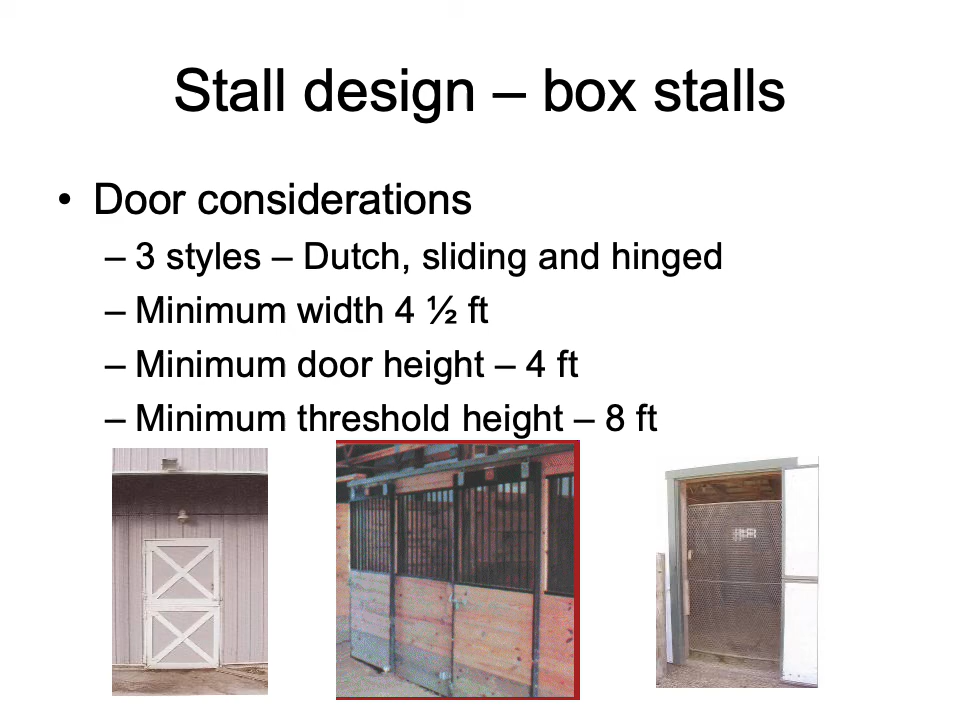 Stall design – box stalls
• Door considerations
– 3 styles – Dutch, sliding and hinged
– Minimum width 4 ½ ft
– Minimum door height – 4 ft
– Minimum threshold height – 8 ft